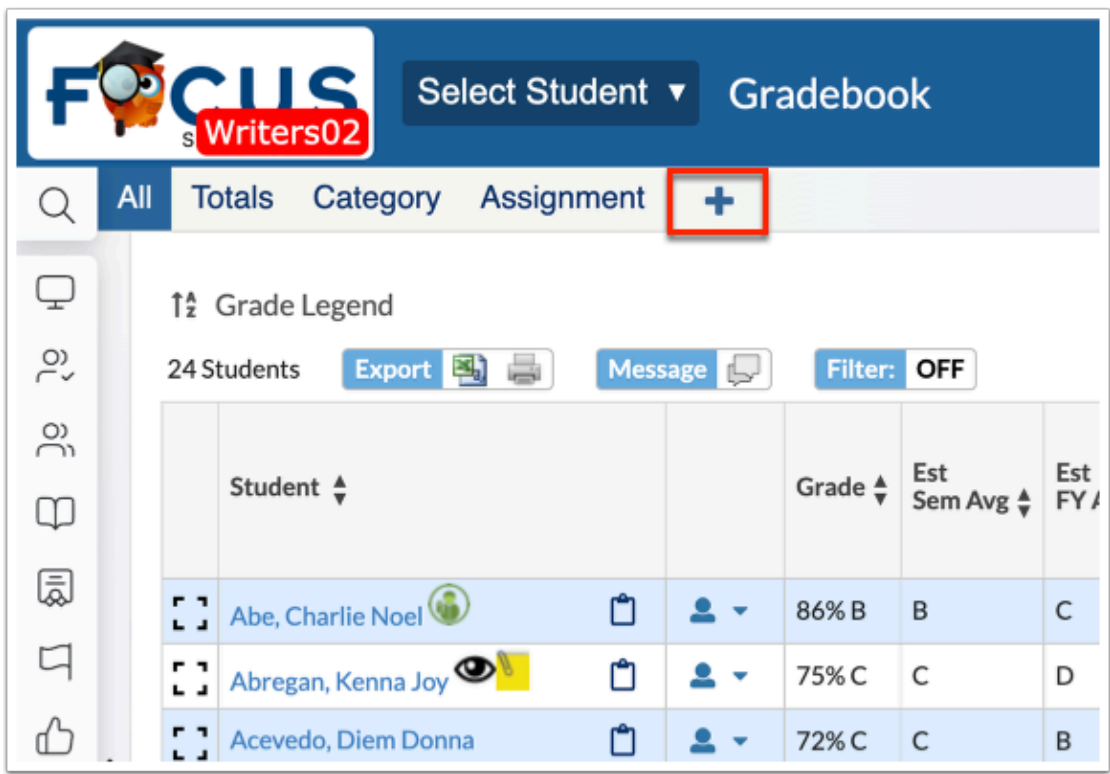 FOCUS
Writers02
Select Student ▼ Gradebook
All Totals Category Assignment +
Grade Legend
24 Students Export Message Filter: OFF
Student Grade Est Sem Avg Est FY
Abe, Charlie Noel 86% B B C
Abregan, Kenna Joy 75% C C D
Acevedo, Diem Donna 72% C C B